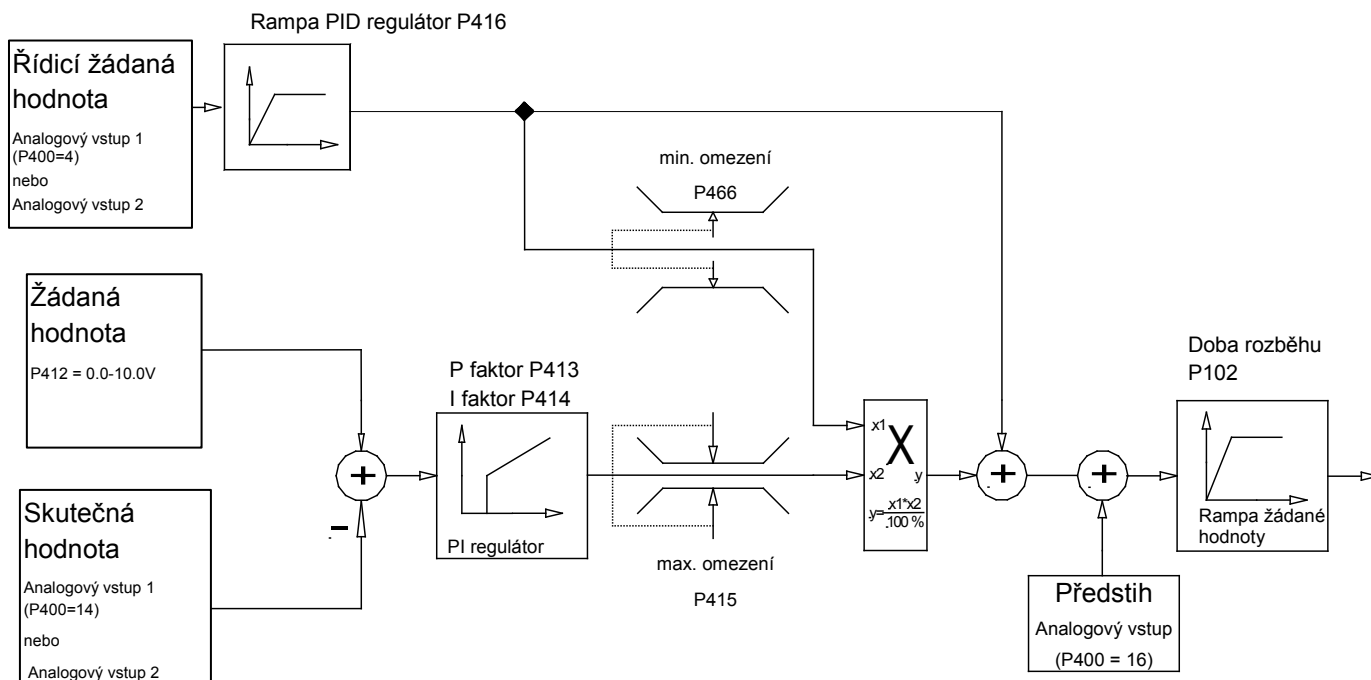 Rampa PID regulátor P416
Řídicí žádaná
hodnota
Analogový vstup 1
(P400=4)
nebo
Analogový vstup 2
min. omezení
P466
Žádaná
hodnota
P412 = 0.0-10.0V
P faktor P413
I faktor P414
PI regulátor
Skutečná
hodnota
Analogový vstup 1
(P400=14)
nebo
Analogový vstup 2
max. omezení
P415
x1
X
x2
y
y=x1*x2
100 %
Doba rozběhu
P102
Rampa žádané
hodnoty
Předstih
Analogový vstup
(P400 = 16)